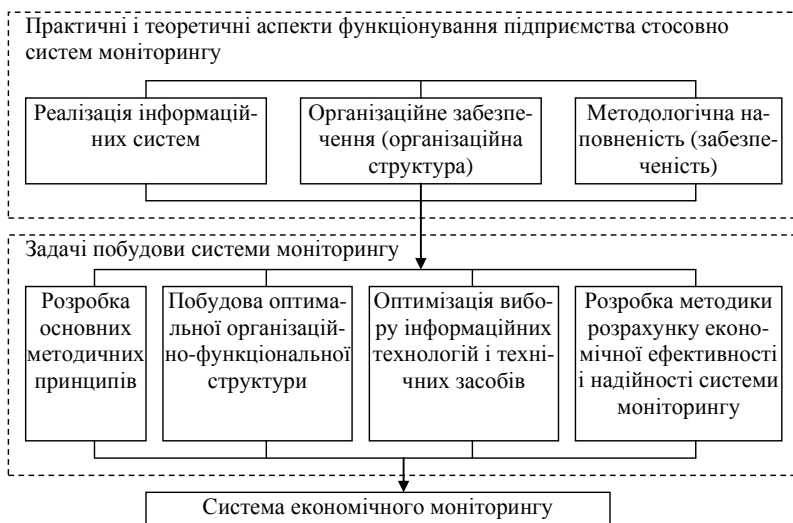 Практичні і теоретичні аспекти функціонування підприємства стосовно
систем моніторингу
Реалізація інформацій-
них систем
Організаційне забезпе-
чення (організаційна
структура)
Методологічна на-
повненість (забезпе-
ченість)
Задачі побудови системи моніторингу
Розробка
основних
методичних
принципів
Побудова оптима-
льної організацій-
но-функціональної
структури
Оптимізація вибо-
ру інформаційних
технологій і техні-
чних засобів
Розробка методики
розрахунку еконо-
мічної ефективності
і надійності системи
моніторингу
Система економічного моніторингу